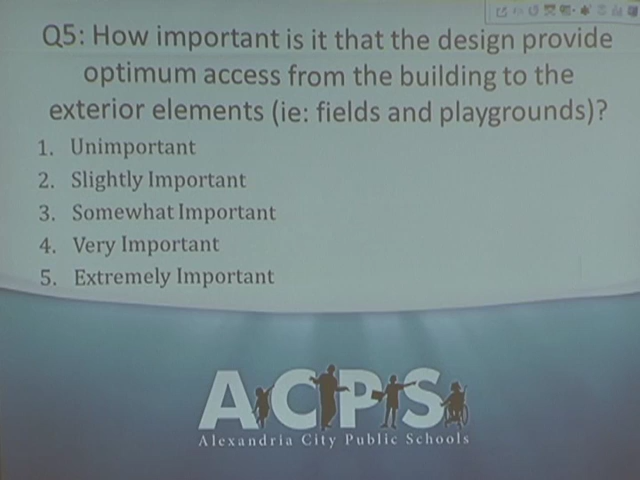 Q5: How important is it that the design provide
optimum access from the building to the
exterior elements (ie: fields and playgrounds)?
1. Unimportant
2. Slightly Important
3. Somewhat Important
4. Very Important
5. Extremely Important
ACPS
Alexandria City Public Schools